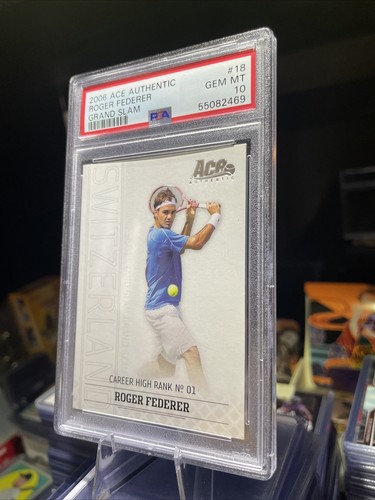 2006 ACE AUTHENTIC #18
ROGER FEDERER GEM MT
GRAND SLAM 10
PSA 55082469
ACE
AUTHENTIC
SWITZERLAND
CAREER HIGH RANK Nº 01
ROGER FEDERER